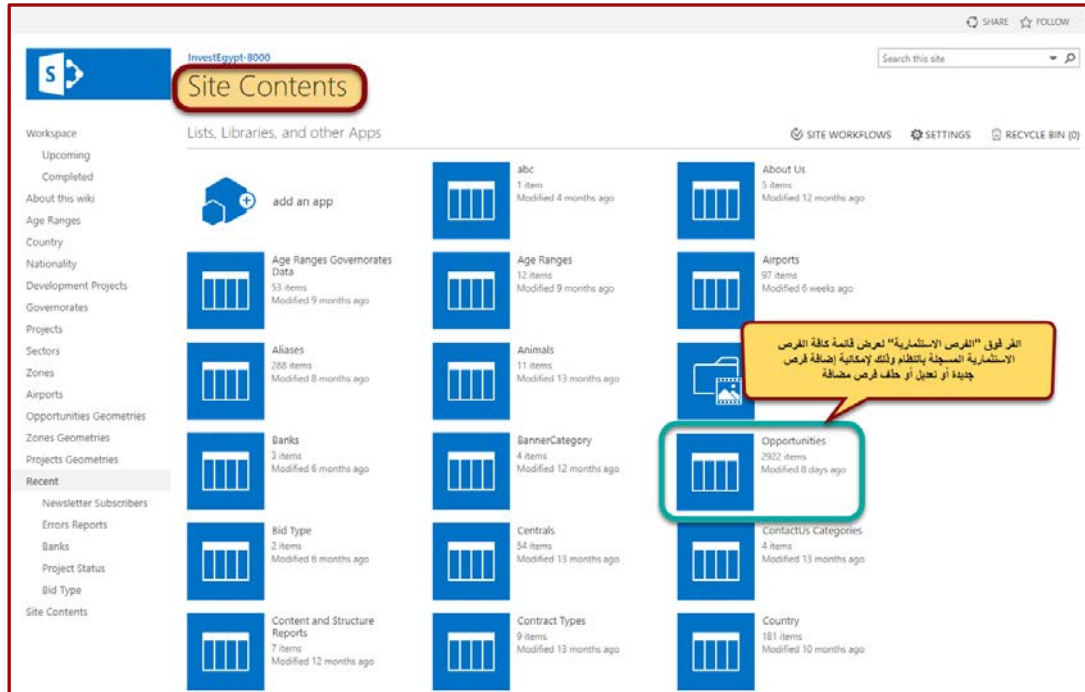 SHARE FOLLOW
S
InvestEgypt-8000
Site Contents
Search this site
Workspace
Upcoming
Completed
About this wiki
Age Ranges
Country
Nationality
Development Projects
Governorates
Projects
Sectors
Zones
Airports
Opportunities Geometries
Zones Geometries
Projects Geometries
Recent
Newsletter Subscribers
Errors Reports
Banks
Project Status
Bid Type
Site Contents
Lists, Libraries, and other Apps
SITE WORKFLOWS SETTINGS RECYCLE BIN (0)
add an app
abc
1 item
Modified 4 months ago
About Us
5 items
Modified 12 months ago
Age Ranges Governorates
Data
53 items
Modified 9 months ago
Age Ranges
12 items
Modified 9 months ago
Airports
97 items
Modified 6 weeks ago
Aliases
288 items
Modified 8 months ago
Animals
11 items
Modified 13 months ago
انقر فوق "الفرص الاستثمارية" لعرض قائمة كافة الفرص
الاستثمارية المسجلة بالنظام وذلك لإمكانية إضافة فرص
جديدة أو تعديل أو حذف فرص مضافة
Banks
3 items
Modified 6 months ago
BannerCategory
4 items
Modified 12 months ago
Opportunities
2922 items
Modified 8 days ago
Bid Type
2 items
Modified 6 months ago
Centrals
54 items
Modified 13 months ago
ContactUs Categories
4 items
Modified 13 months ago
Content and Structure
Reports
7 items
Modified 12 months ago
Contract Types
9 items
Modified 13 months ago
Country
181 items
Modified 10 months ago